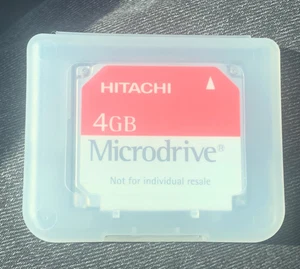 HITACHI
4GB
Microdrive®
Not for individual resale